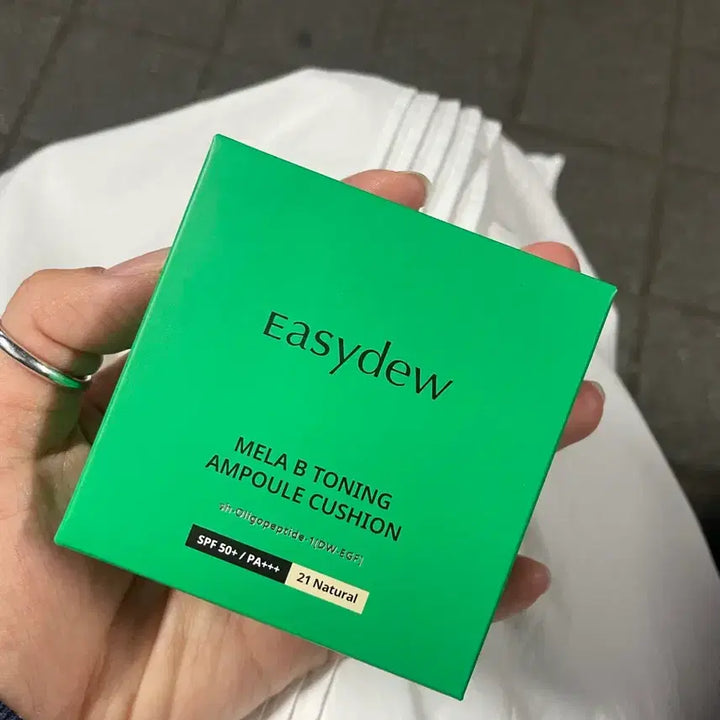 Easydew
MELA B TONING
AMPOULE CUSHION
sh-Oligopeptide-1[DW-EGF]
SPF 50+ / PA+++ 21 Natural